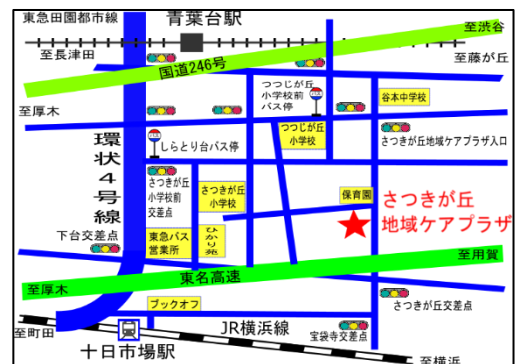 東急田園都市線
青葉台駅
至渋谷
至長津田
国道246号
至藤が丘
つつじが丘
小学校前
バス停
谷本中学校
至厚木
環状4号線
しらとり台バス停
つつじが丘
小学校
さつきが丘地域ケアプラザ入口
さつきが丘
小学校前
交差点
さつきが丘
小学校
保育園
さつきが丘
地域ケアプラザ
下台交差点
東急バス
営業所
ひかり苑
東名高速
至用賀
至厚木
ブックオフ
さつきが丘交差点
至町田
JR横浜線
宝袋寺交差点
十日市場駅
至横浜